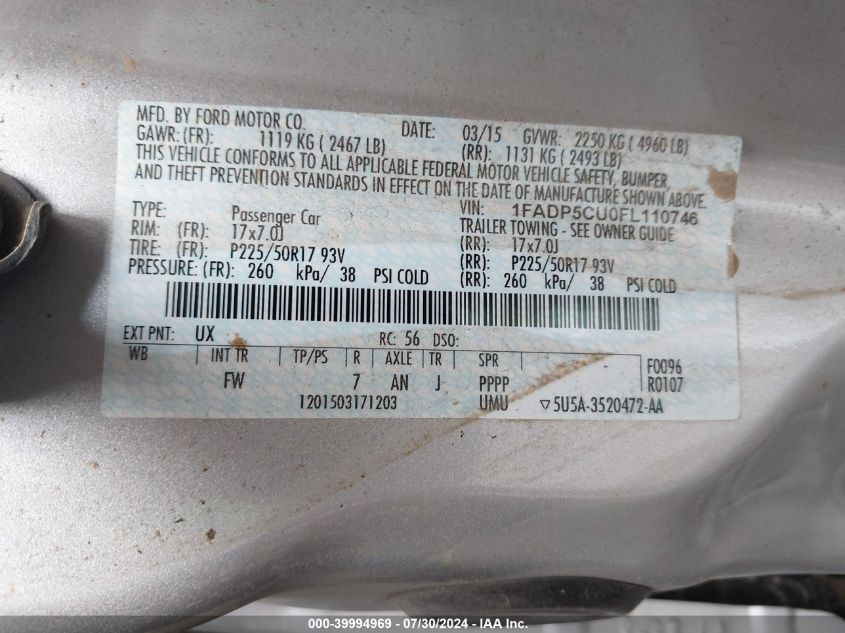 MFD. BY FORD MOTOR CO.
DATE: 03/15 GVWR: 2250 KG ( 4960 LB)
GAWR: (FR): 1119 KG ( 2467 LB) (RR): 1131 KG ( 2493 LB)
THIS VEHICLE CONFORMS TO ALL APPLICABLE FEDERAL MOTOR VEHICLE SAFETY, BUMPER,
AND THEFT PREVENTION STANDARDS IN EFFECT ON THE DATE OF MANUFACTURE SHOWN ABOVE.
VIN: 1FADP5CU0FL110746
TYPE: Passenger Car TRAILER TOWING - SEE OWNER GUIDE
RIM: (FR): 17x7.0J (RR): 17x7.0J
TIRE: (FR): P225/50R17 93V (RR): P225/50R17 93V
PRESSURE: (FR): 260 kPa/ 38 PSI COLD (RR): 260 kPa/ 38 PSI COLD
EXT PNT: UX RC: 56 DSO:
WB INT TR TP/PS R AXLE TR SPR F0096
FW 7 AN J PPPP R0107
1201503171203 UMU ▽5U5A-3520472-AA
000-39994969 / 07/30/2024 - IAA Inc.